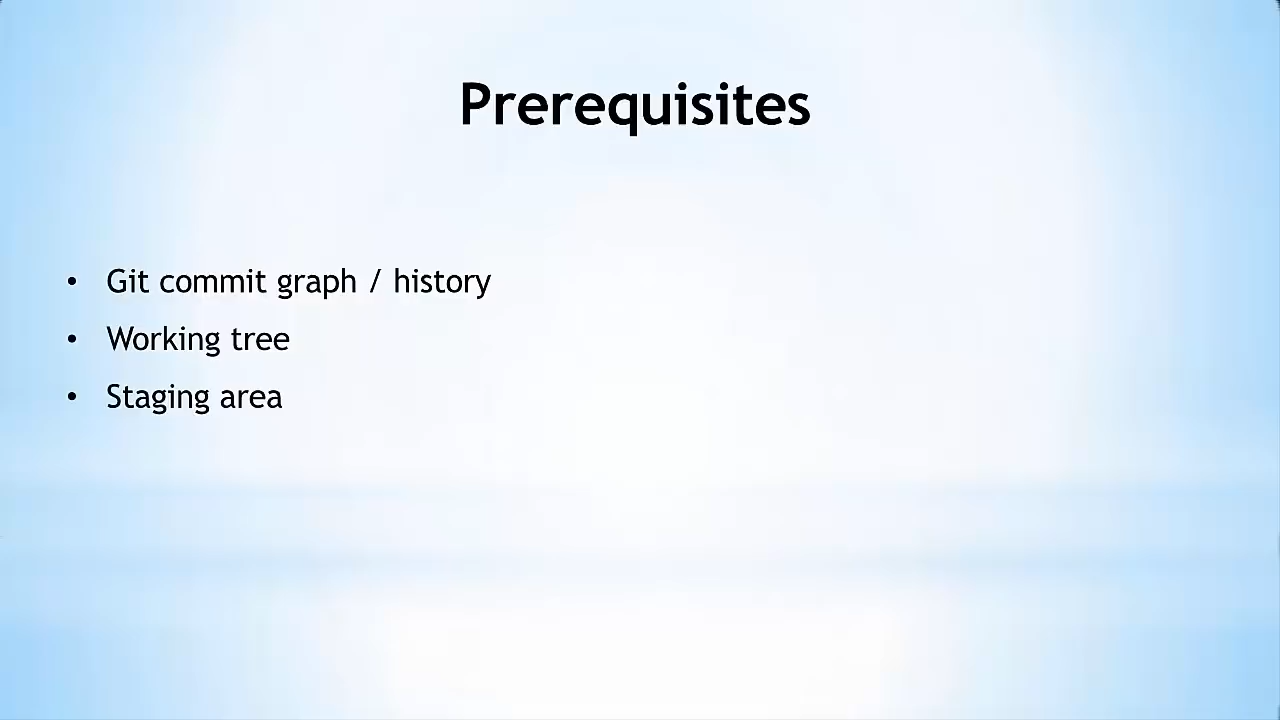 Prerequisites
• Git commit graph / history
• Working tree
• Staging area